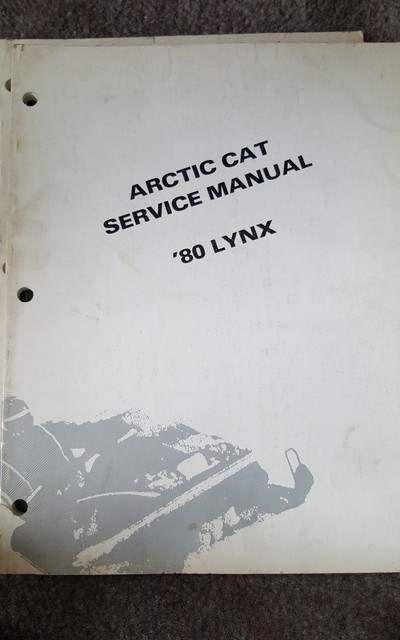 ARCTIC CAT
SERVICE MANUAL
'80 LYNX